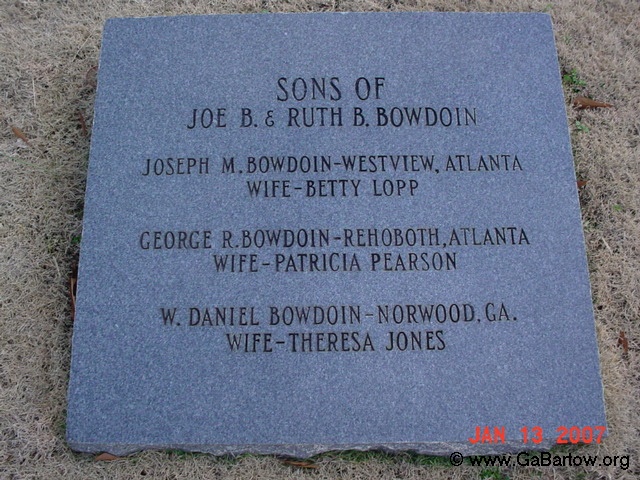 SONS OF
JOE B. & RUTH B. BOWDOIN
JOSEPH M. BOWDOIN-WESTVIEW, ATLANTA
WIFE-BETTY LOPP
GEORGE R. BOWDOIN-REHOBOTH, ATLANTA
WIFE-PATRICIA PEARSON
W. DANIEL BOWDOIN-NORWOOD, GA.
WIFE-THERESA JONES
JAN 13 2007
© www.GaBartow.org